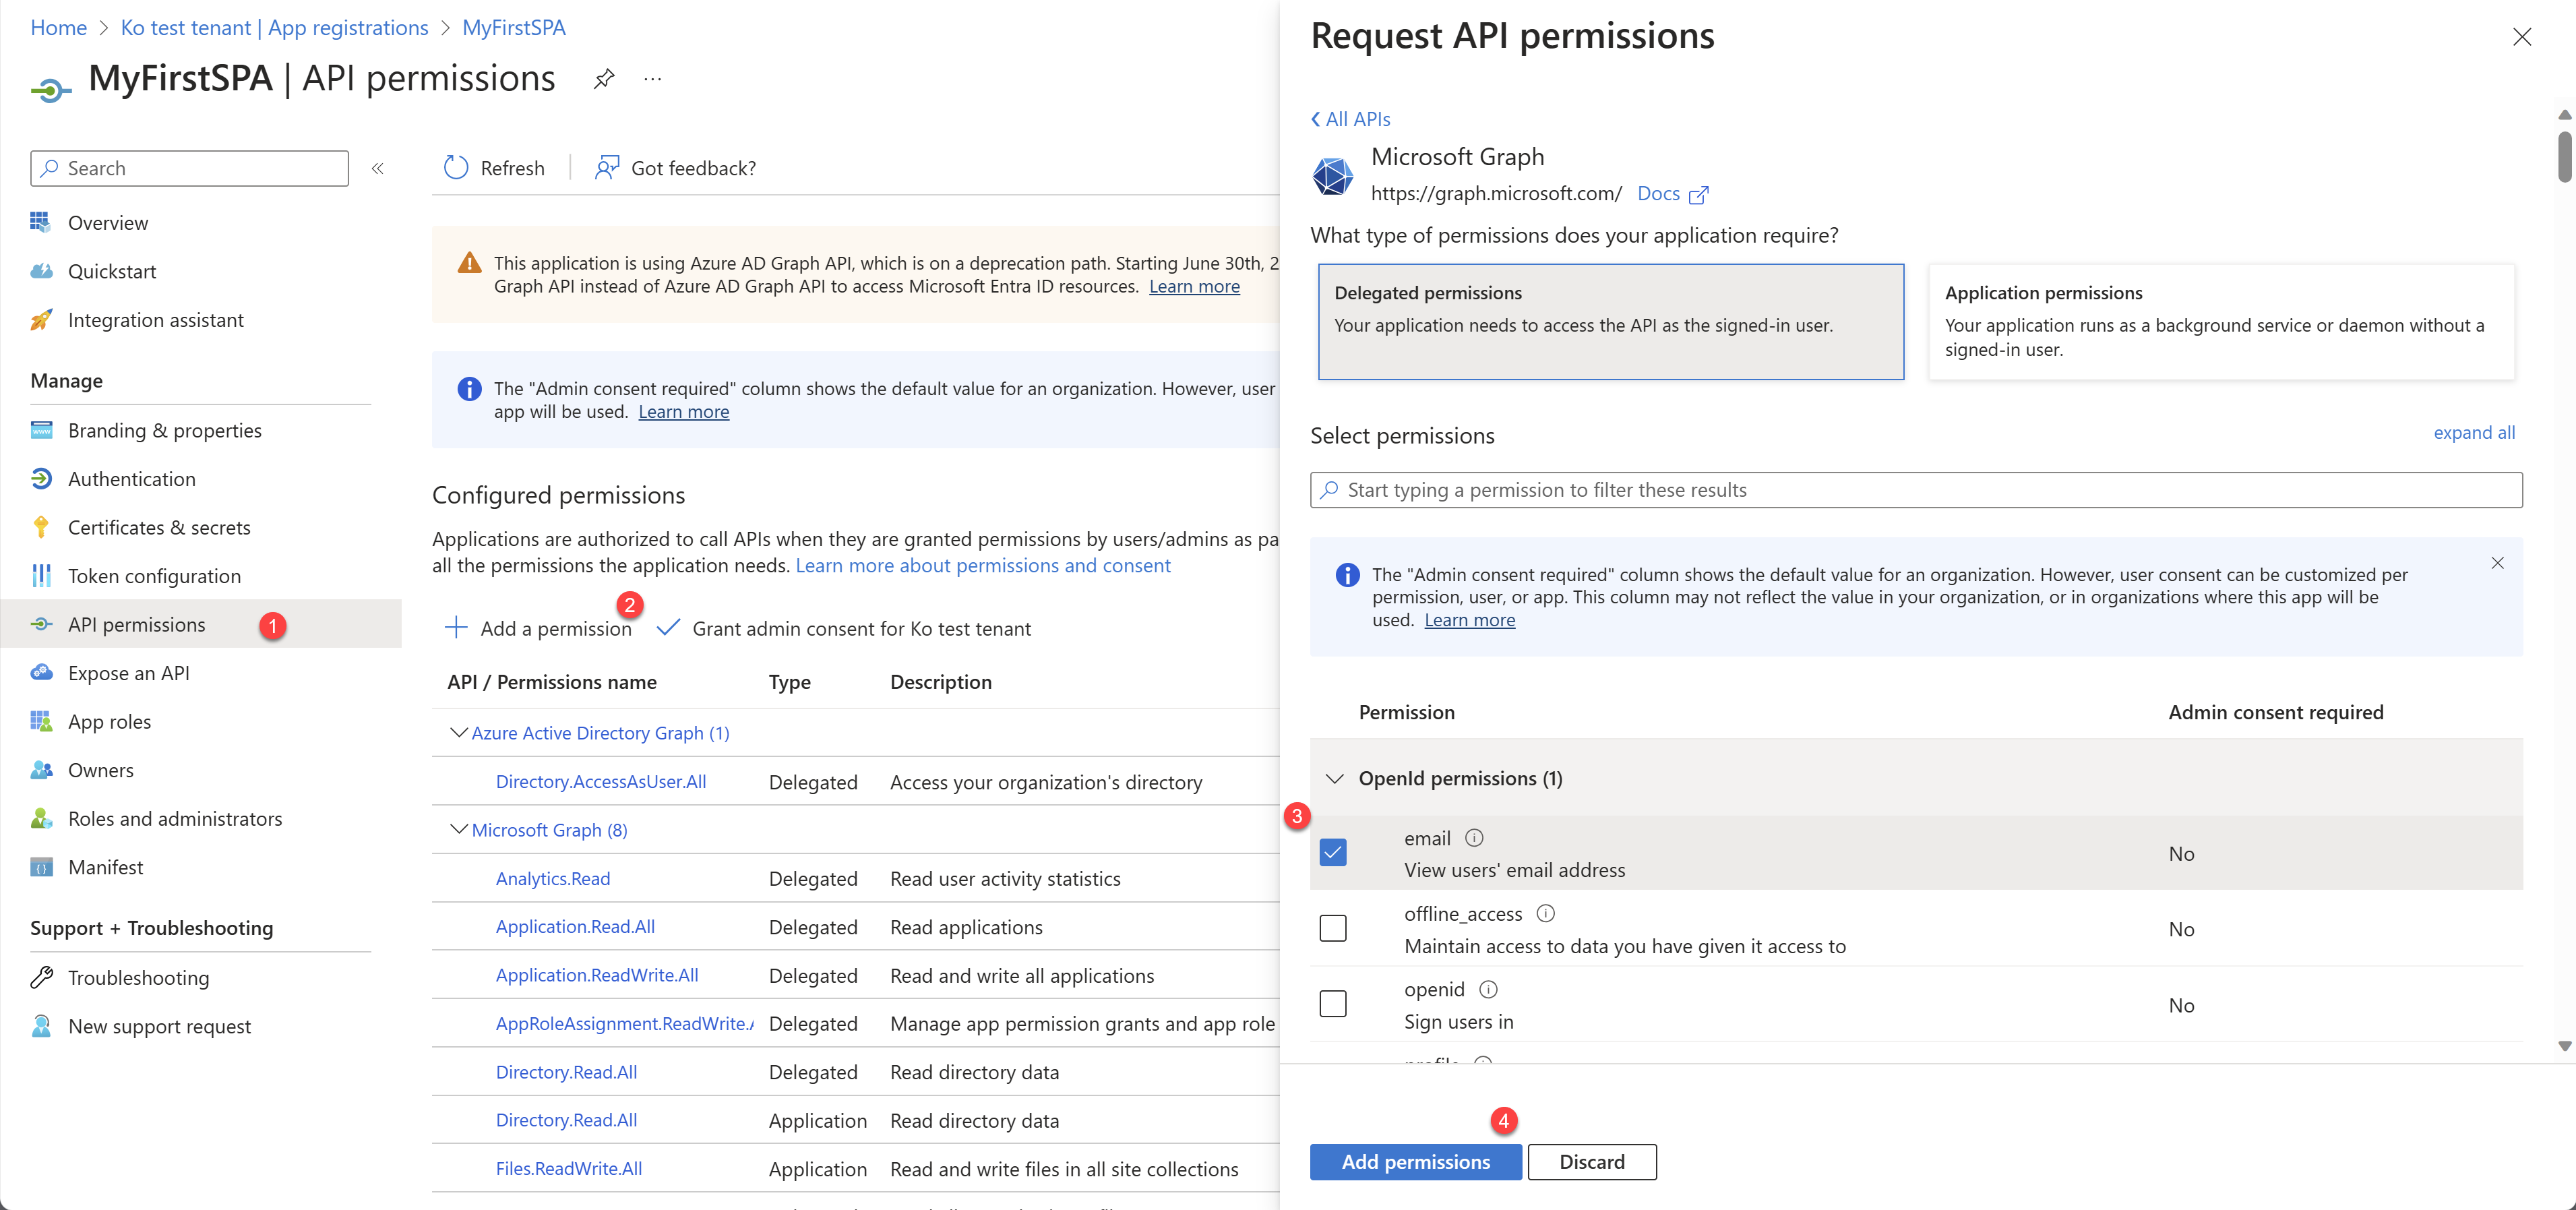 Home > Ko test tenant | App registrations > MyFirstSPA
MyFirstSPA | API permissions
Search
Overview
Quickstart
Integration assistant
Manage
Branding & properties
Authentication
Certificates & secrets
Token configuration
API permissions
1
Expose an API
App roles
Owners
Roles and administrators
Manifest
Support + Troubleshooting
Troubleshooting
New support request
Refresh
Got feedback?
This application is using Azure AD Graph API, which is on a deprecation path. Starting June 30th, 2
Graph API instead of Azure AD Graph API to access Microsoft Entra ID resources. Learn more
The "Admin consent required" column shows the default value for an organization. However, user
app will be used. Learn more
Configured permissions
Applications are authorized to call APIs when they are granted permissions by users/admins as pa
all the permissions the application needs. Learn more about permissions and consent
2
Add a permission
Grant admin consent for Ko test tenant
API / Permissions name Type Description
Azure Active Directory Graph (1)
Directory.AccessAsUser.All Delegated Access your organization's directory
Microsoft Graph (8)
Analytics.Read Delegated Read user activity statistics
Application.Read.All Delegated Read applications
Application.ReadWrite.All Delegated Read and write all applications
AppRoleAssignment.ReadWrite. Delegated Manage app permission grants and app role
Directory.Read.All Delegated Read directory data
Directory.Read.All Application Read directory data
Files.ReadWrite.All Application Read and write files in all site collections
Request API permissions
All APIs
Microsoft Graph
https://graph.microsoft.com/ Docs
What type of permissions does your application require?
Delegated permissions
Your application needs to access the API as the signed-in user.
Application permissions
Your application runs as a background service or daemon without a
signed-in user.
Select permissions
expand all
Start typing a permission to filter these results
The "Admin consent required" column shows the default value for an organization. However, user consent can be customized per
permission, user, or app. This column may not reflect the value in your organization, or in organizations where this app will be
used. Learn more
Permission Admin consent required
OpenId permissions (1)
3
email
View users' email address
No
offline_access
Maintain access to data you have given it access to
No
openid
Sign users in
No
4
Add permissions
Discard